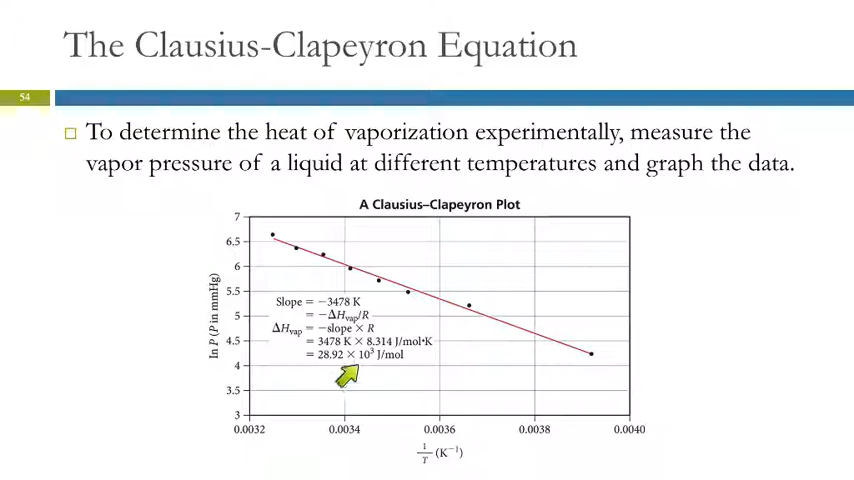 The Clausius-Clapeyron Equation
54
To determine the heat of vaporization experimentally, measure the
vapor pressure of a liquid at different temperatures and graph the data.
A Clausius–Clapeyron Plot
7
6.5
6
5.5
5
4.5
4
3.5
3
ln P (P in mmHg)
Slope = −3478 K
= −ΔHvap/R
ΔHvap = −slope × R
= 3478 K × 8.314 J/mol•K
= 28.92 × 10³ J/mol
0.0032 0.0034 0.0036 0.0038 0.0040
1/T (K⁻¹)